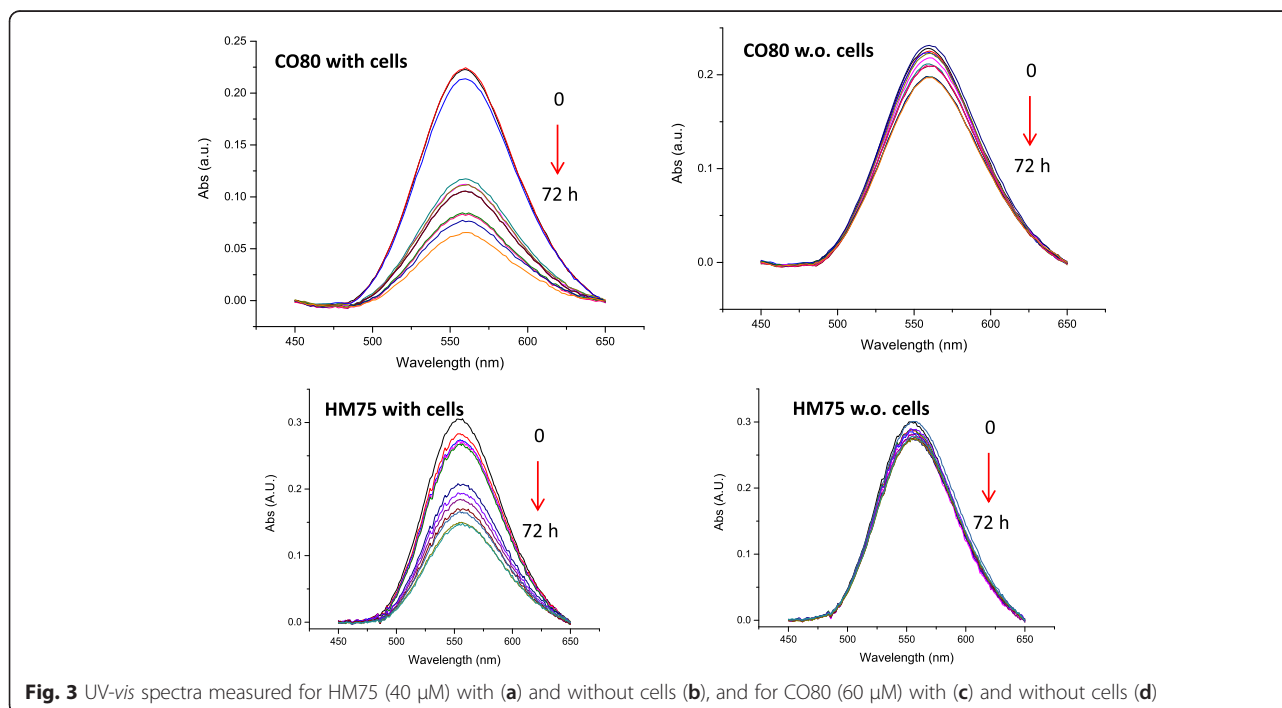 CO80 with cells
0.25
0.20
0.15
0.10
0.05
0.00
Abs (a.u.)
0
72 h
450
500
550
600
650
Wavelength (nm)
CO80 w.o. cells
0.2
0.1
0.0
Abs (a.u.)
0
72 h
450
500
550
600
650
Wavelength (nm)
HM75 with cells
0.3
0.2
0.1
0.0
Abs (A.U.)
0
72 h
450
500
550
600
650
Wavelength (nm)
HM75 w.o. cells
0.3
0.2
0.1
0.0
Abs (A.U.)
0
72 h
450
500
550
600
650
Wavelength (nm)
Fig. 3 UV-vis spectra measured for HM75 (40 μM) with (a) and without cells (b), and for CO80 (60 μM) with (c) and without cells (d)